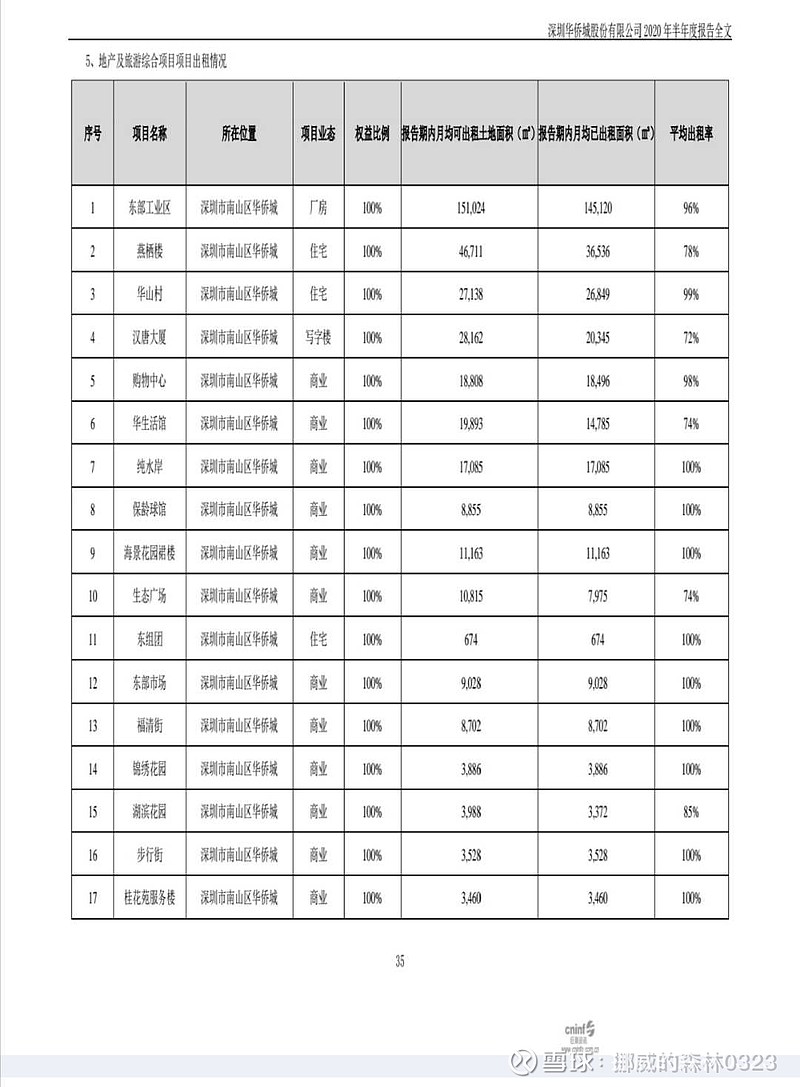 深圳华侨城股份有限公司2020年半年度报告全文
5、地产及旅游综合项目项目出租情况
序号 项目名称 所在位置 项目业态 权益比例 报告期内月均可出租土地面积（㎡） 报告期内月均已出租面积（㎡） 平均出租率
1 东部工业区 深圳市南山区华侨城 厂房 100% 151,024 145,120 96%
2 燕栖楼 深圳市南山区华侨城 住宅 100% 46,711 36,536 78%
3 华山村 深圳市南山区华侨城 住宅 100% 27,138 26,849 99%
4 汉唐大厦 深圳市南山区华侨城 写字楼 100% 28,162 20,345 72%
5 购物中心 深圳市南山区华侨城 商业 100% 18,808 18,496 98%
6 华生活馆 深圳市南山区华侨城 商业 100% 19,893 14,785 74%
7 纯水岸 深圳市南山区华侨城 商业 100% 17,085 17,085 100%
8 保龄球馆 深圳市南山区华侨城 商业 100% 8,855 8,855 100%
9 海景花园裙楼 深圳市南山区华侨城 商业 100% 11,163 11,163 100%
10 生态广场 深圳市南山区华侨城 商业 100% 10,815 7,975 74%
11 东组团 深圳市南山区华侨城 住宅 100% 674 674 100%
12 东部市场 深圳市南山区华侨城 商业 100% 9,028 9,028 100%
13 福清街 深圳市南山区华侨城 商业 100% 8,702 8,702 100%
14 锦绣花园 深圳市南山区华侨城 商业 100% 3,886 3,886 100%
15 湖滨花园 深圳市南山区华侨城 商业 100% 3,988 3,372 85%
16 步行街 深圳市南山区华侨城 商业 100% 3,528 3,528 100%
17 桂花苑服务楼 深圳市南山区华侨城 商业 100% 3,460 3,460 100%
35
cninf
雪球：挪威的森林0323